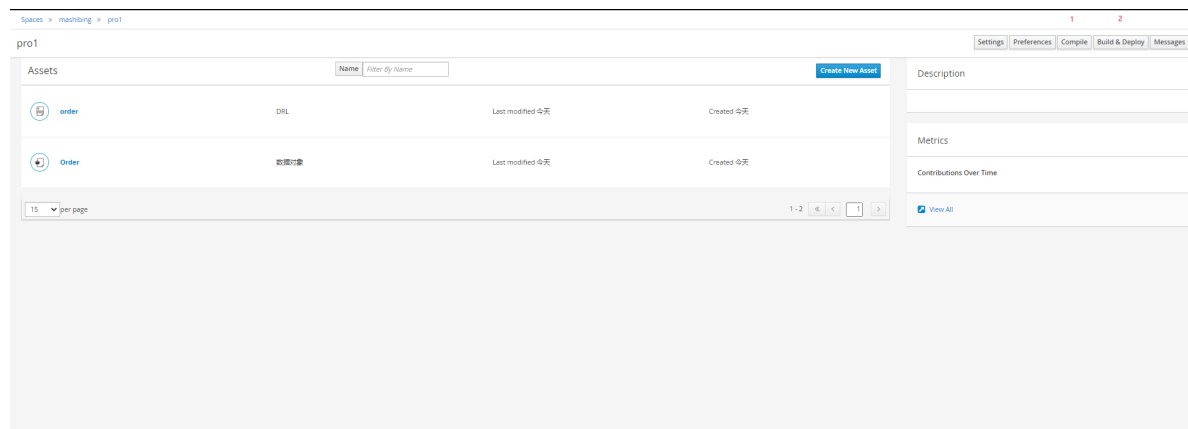 Spaces » mashibing » pro1
1 2
pro1
Settings Preferences Compile Build & Deploy Messages
Assets
Name Filter By Name
Create New Asset
order DRL Last modified 今天 Created 今天
Order 数据对象 Last modified 今天 Created 今天
15 per page
1 - 2 « < 1 >
Description
Metrics
Contributions Over Time
View All